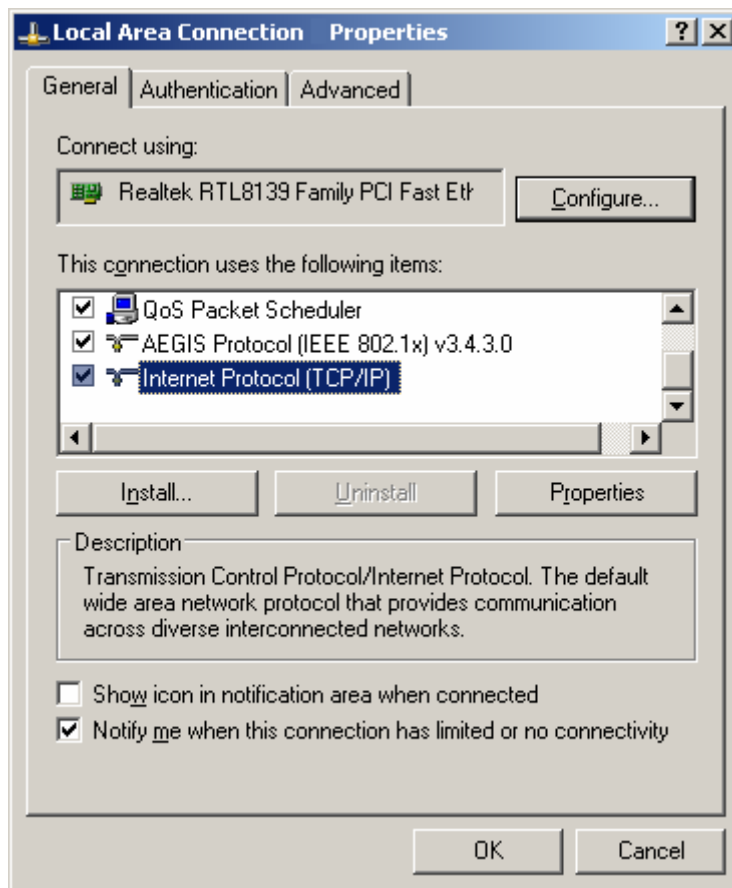 Local Area Connection Properties
General Authentication Advanced
Connect using:
Realtek RTL8139 Family PCI Fast Eth
Configure...
This connection uses the following items:
QoS Packet Scheduler
AEGIS Protocol (IEEE 802.1x) v3.4.3.0
Internet Protocol (TCP/IP)
Install... Uninstall Properties
Description
Transmission Control Protocol/Internet Protocol. The default
wide area network protocol that provides communication
across diverse interconnected networks.
Show icon in notification area when connected
Notify me when this connection has limited or no connectivity
OK Cancel